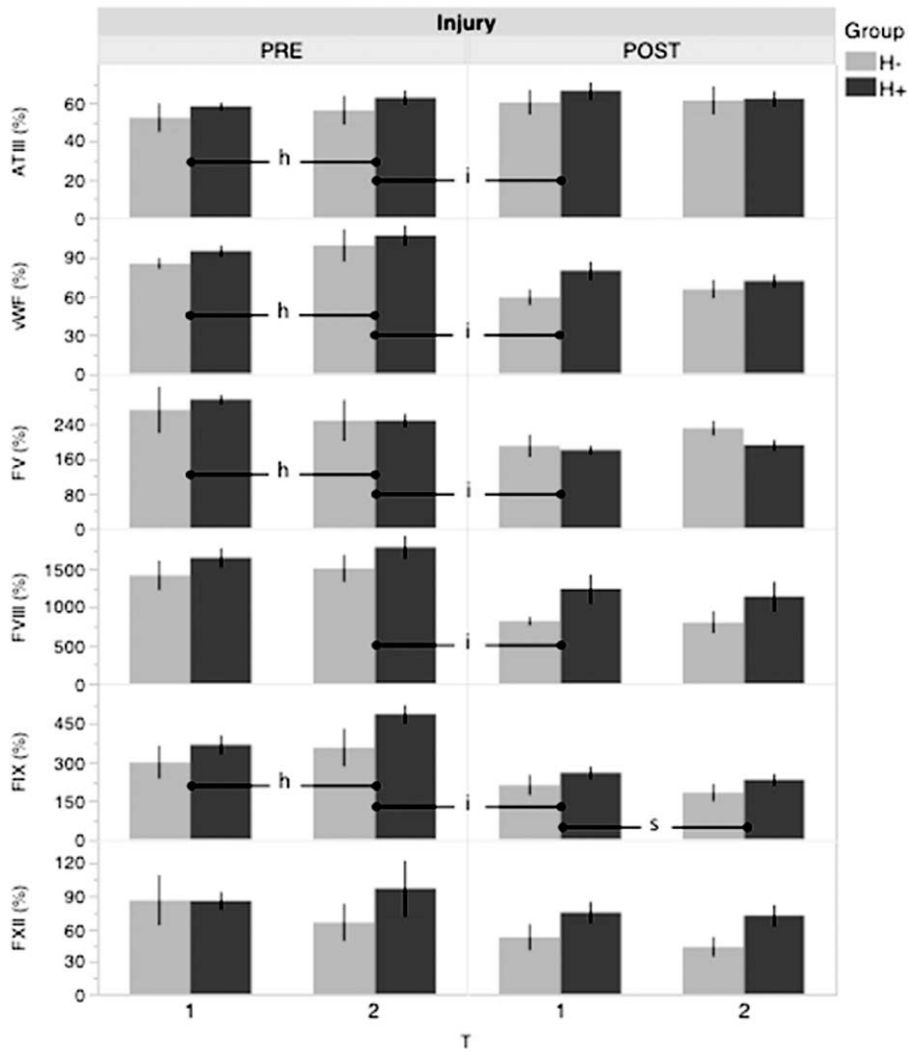 Injury
PRE POST
Group
H-
H+
ATIII (%)
60
40
20
0
h
i
vWF (%)
90
60
30
0
h
i
FV (%)
240
160
80
0
h
i
FVIII (%)
1500
1000
500
0
i
FIX (%)
450
300
150
0
h
i
s
FXII (%)
120
90
60
30
0
1 2 1 2
T